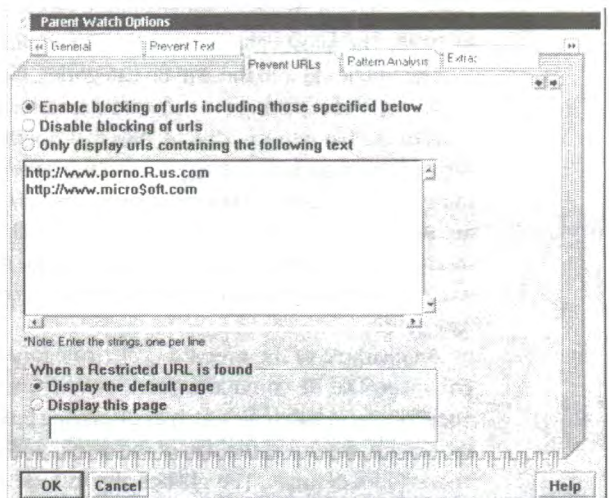 Parent Watch Options
General Prevent Text Prevent URLs Pattern Analysis Extras
Enable blocking of urls including those specified below
Disable blocking of urls
Only display urls containing the following text
http://www.porno.R.us.com
http://www.micro$oft.com
*Note: Enter the strings, one per line
When a Restricted URL is found
Display the default page
Display this page
OK Cancel Help